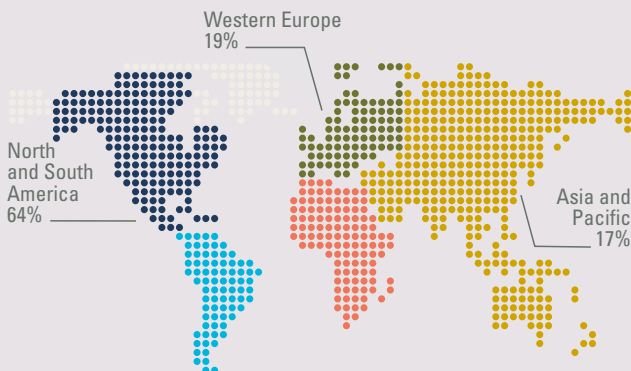 Western Europe
19%
North
and South
America
64%
Asia and
Pacific
17%